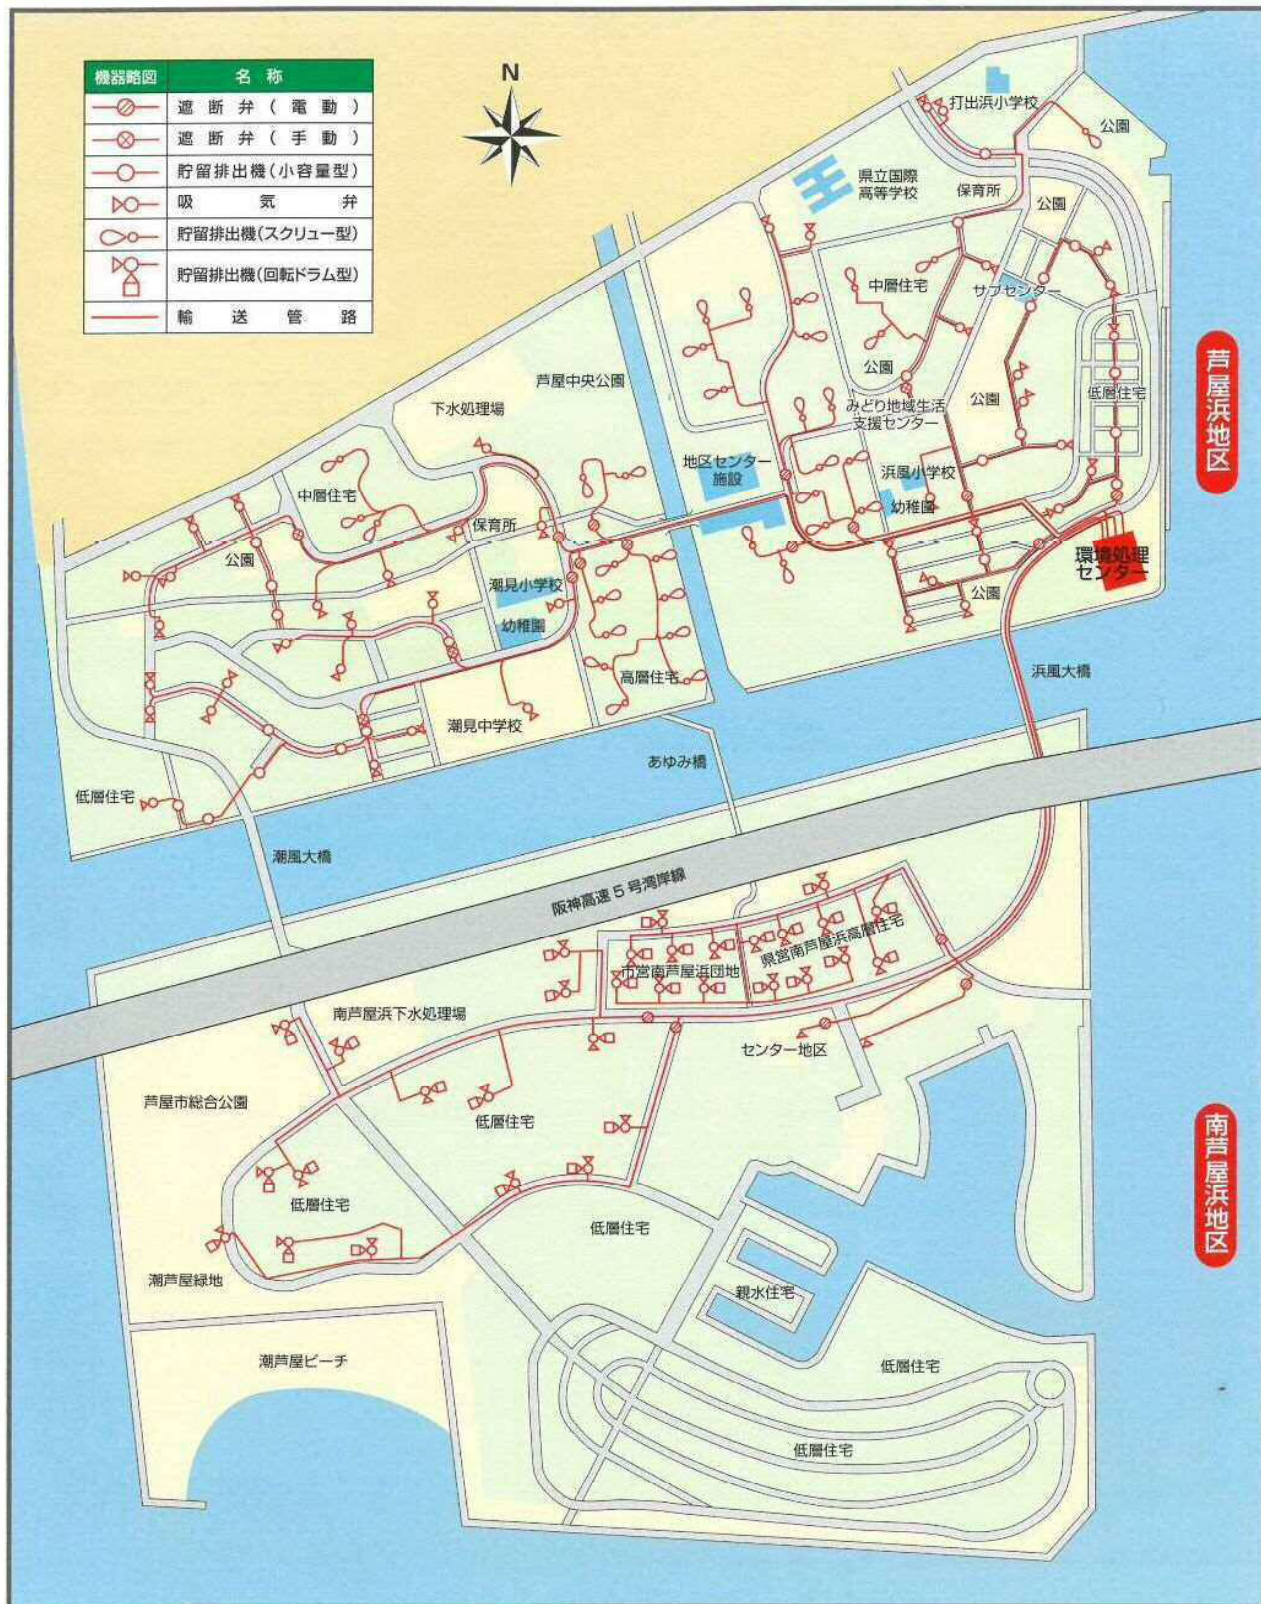 機器略図 名称
遮断弁（電動）
遮断弁（手動）
貯留排出機(小容量型)
吸気弁
貯留排出機(スクリュー型)
貯留排出機(回転ドラム型)
輸送管路
N
打出浜小学校
公園
県立国際
高等学校
保育所
公園
中層住宅
サブセンター
芦屋浜地区
芦屋中央公園
公園
低層住宅
下水処理場
公園
みどり地域生活
支援センター
地区センター
施設
浜風小学校
中層住宅
幼稚園
保育所
環境処理
センター
公園
潮見小学校
公園
幼稚園
高層住宅
浜風大橋
潮見中学校
あゆみ橋
低層住宅
潮風大橋
阪神高速5号湾岸線
県営南芦屋浜高層住宅
市営南芦屋浜団地
南芦屋浜下水処理場
センター地区
芦屋市総合公園
低層住宅
南芦屋浜地区
低層住宅
低層住宅
潮芦屋緑地
親水住宅
潮芦屋ビーチ
低層住宅
低層住宅